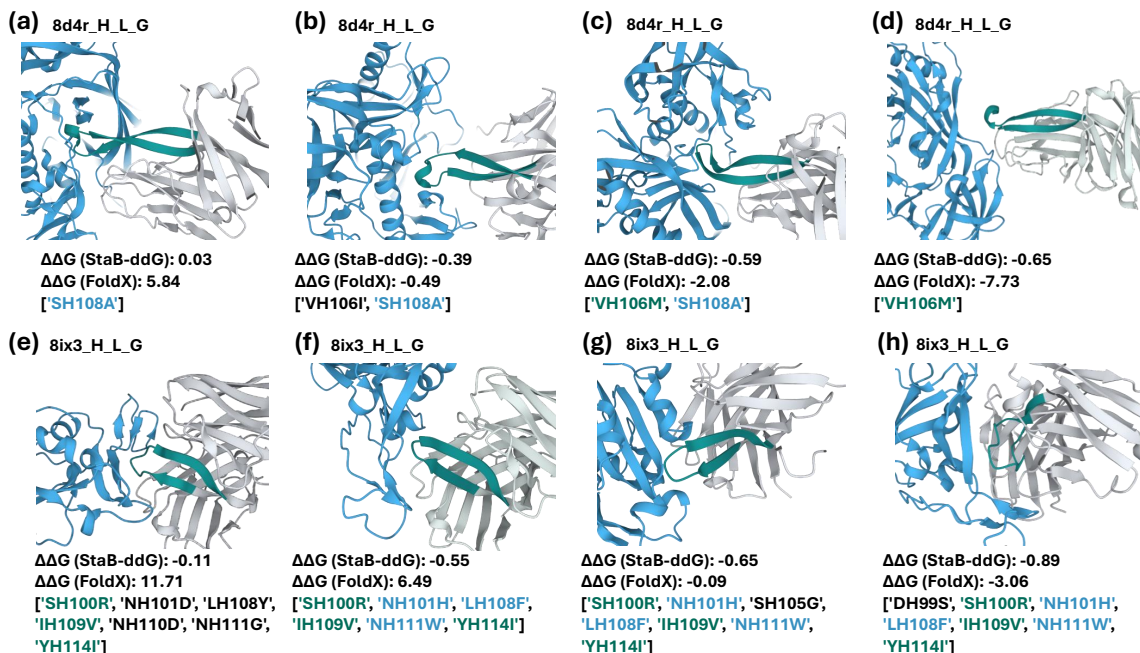 (a) 8d4r_H_L_G
ΔΔG (StaB-ddG): 0.03
ΔΔG (FoldX): 5.84
['SH108A']
(b) 8d4r_H_L_G
ΔΔG (StaB-ddG): -0.39
ΔΔG (FoldX): -0.49
['VH106I', 'SH108A']
(c) 8d4r_H_L_G
ΔΔG (StaB-ddG): -0.59
ΔΔG (FoldX): -2.08
['VH106M', 'SH108A']
(d) 8d4r_H_L_G
ΔΔG (StaB-ddG): -0.65
ΔΔG (FoldX): -7.73
['VH106M']
(e) 8ix3_H_L_G
ΔΔG (StaB-ddG): -0.11
ΔΔG (FoldX): 11.71
['SH100R', 'NH101D', 'LH108Y',
'IH109V', 'NH110D', 'NH111G',
'YH114I']
(f) 8ix3_H_L_G
ΔΔG (StaB-ddG): -0.55
ΔΔG (FoldX): 6.49
['SH100R', 'NH101H', 'LH108F',
'IH109V', 'NH111W', 'YH114I']
(g) 8ix3_H_L_G
ΔΔG (StaB-ddG): -0.65
ΔΔG (FoldX): -0.09
['SH100R', 'NH101H', 'SH105G',
'LH108F', 'IH109V', 'NH111W',
'YH114I']
(h) 8ix3_H_L_G
ΔΔG (StaB-ddG): -0.89
ΔΔG (FoldX): -3.06
['DH99S', 'SH100R', 'NH101H',
'LH108F', 'IH109V', 'NH111W',
'YH114I']